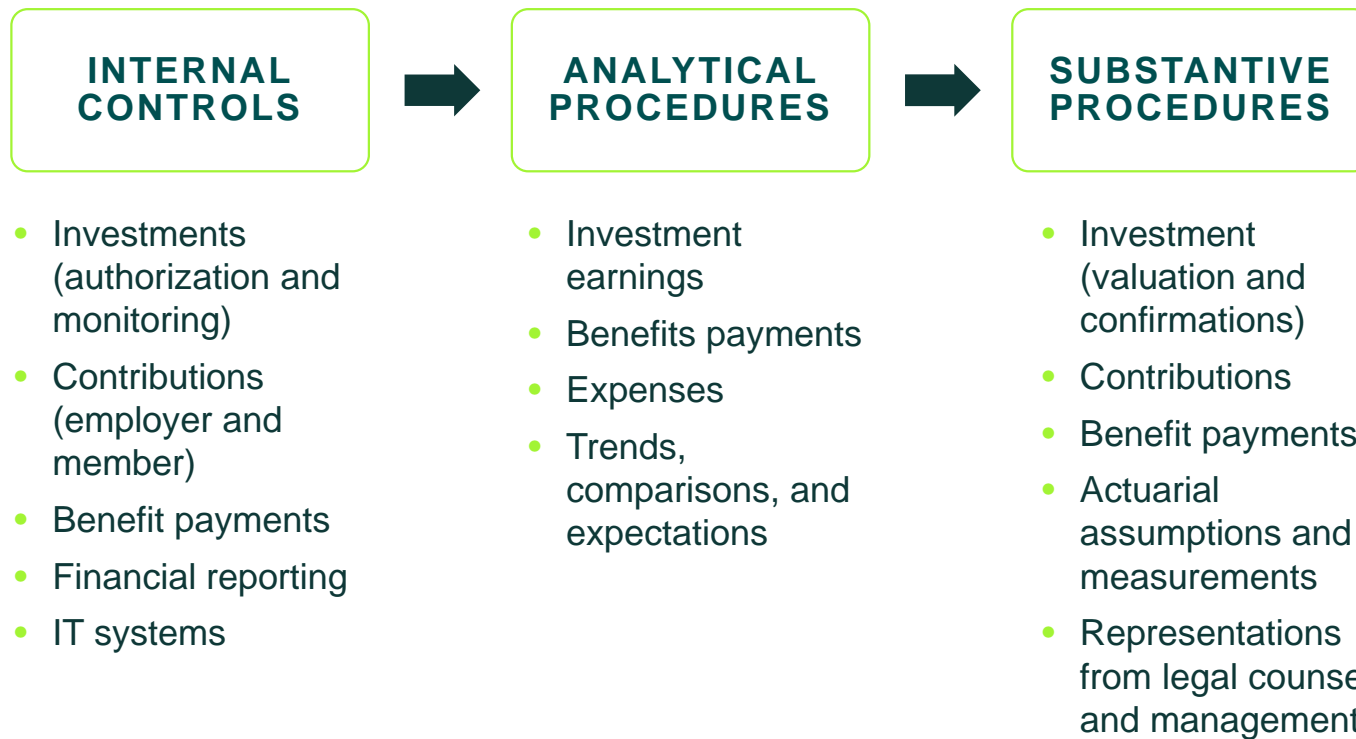 INTERNAL
CONTROLS
• Investments
(authorization and
monitoring)
• Contributions
(employer and
member)
• Benefit payments
• Financial reporting
• IT systems
ANALYTICAL
PROCEDURES
• Investment
earnings
• Benefits payments
• Expenses
• Trends,
comparisons, and
expectations
SUBSTANTIVE
PROCEDURES
• Investment
(valuation and
confirmations)
• Contributions
• Benefit payments
• Actuarial
assumptions and
measurements
• Representations
from legal counse
and management